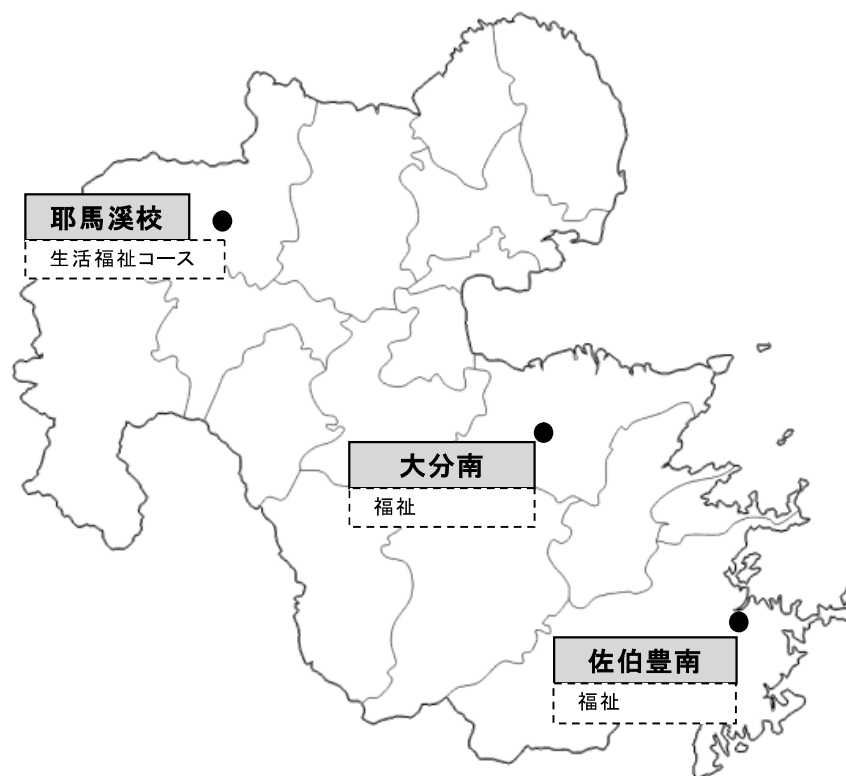 耶馬溪校
生活福祉コース
大分南
福祉
佐伯豊南
福祉